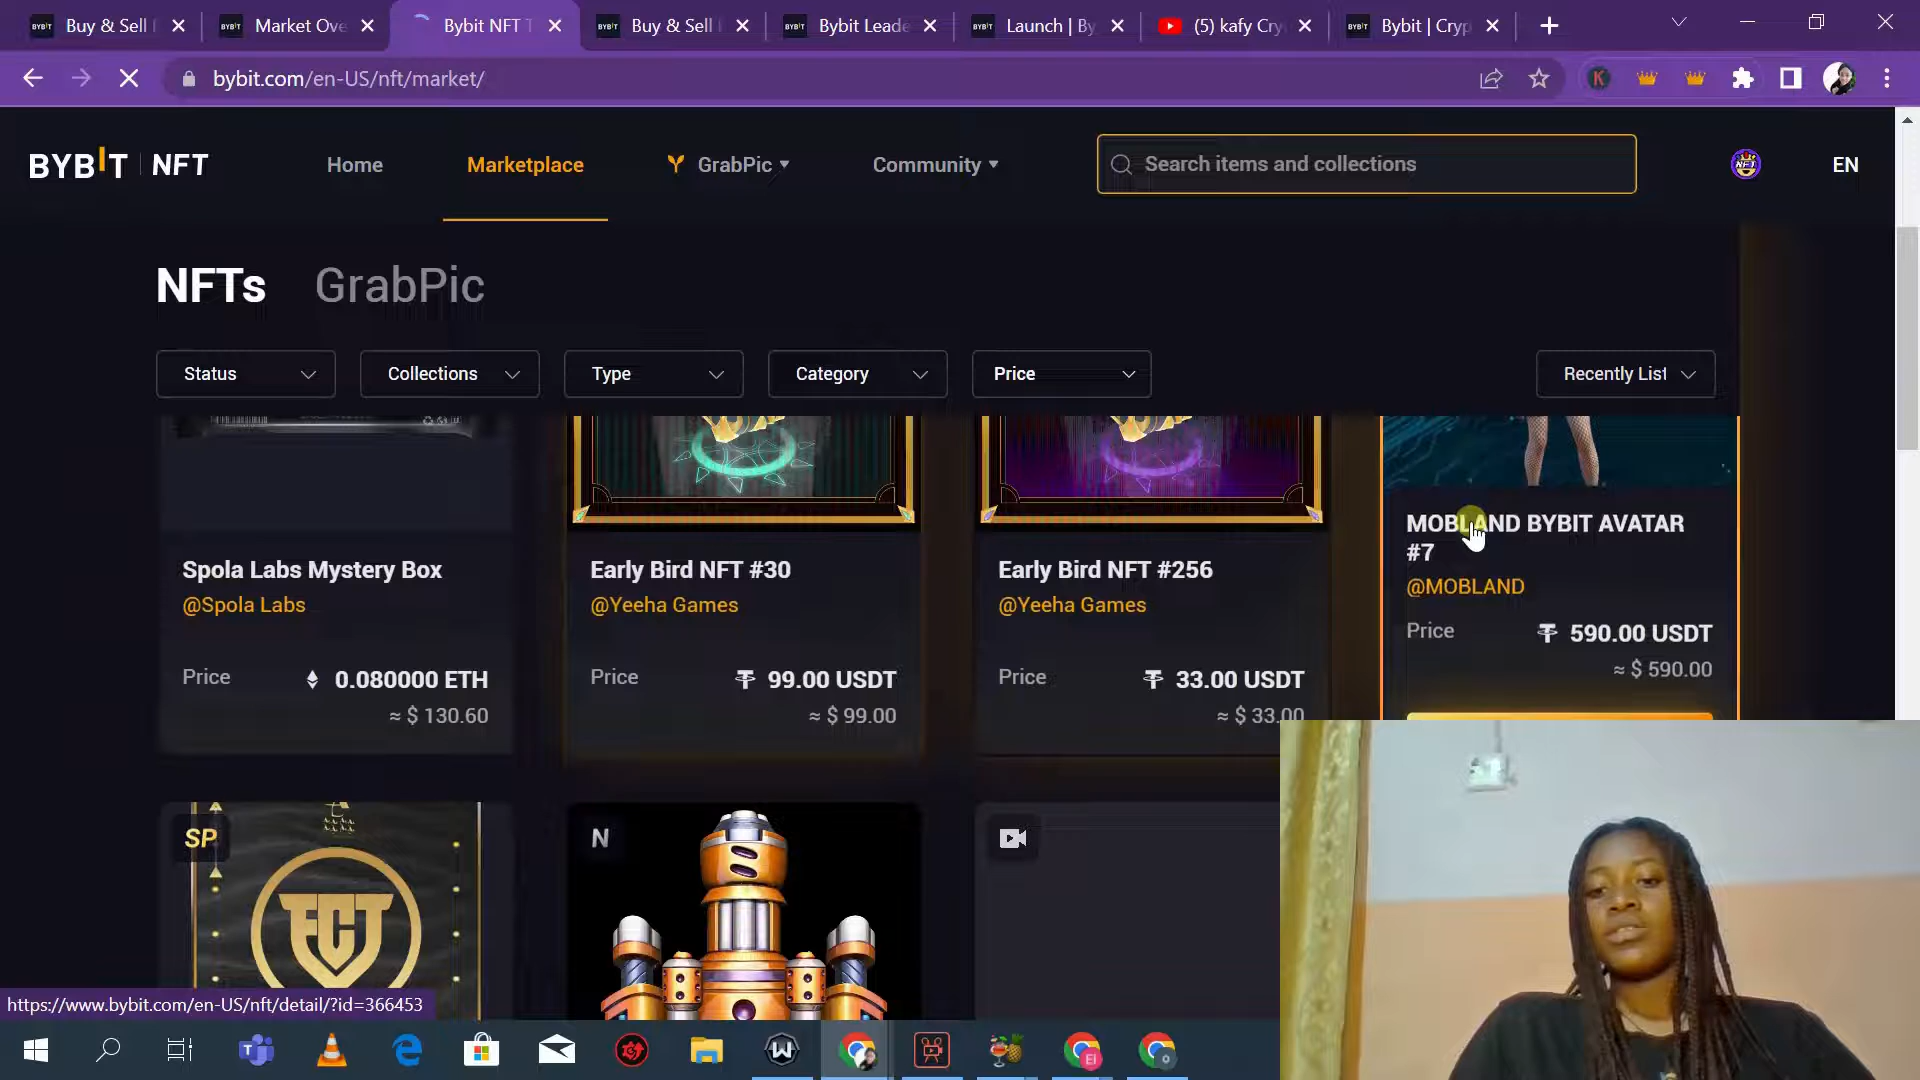 Buy & Sell
Market Ove
Bybit NFT T
Buy & Sell
Bybit Leade
Launch | By
(5) kafy Cry
Bybit | Cryp
bybit.com/en-US/nft/market/
BYBIT | NFT
Home
Marketplace
GrabPic
Community
Search items and collections
EN
NFTs
GrabPic
Status
Collections
Type
Category
Price
Recently List
MOBLAND BYBIT AVATAR
#7
@MOBLAND
Price
590.00 USDT
≈ $ 590.00
Spola Labs Mystery Box
@Spola Labs
Price
0.080000 ETH
≈ $ 130.60
Early Bird NFT #30
@Yeeha Games
Price
99.00 USDT
≈ $ 99.00
Early Bird NFT #256
@Yeeha Games
Price
33.00 USDT
≈ $ 33.00
SP
N
https://www.bybit.com/en-US/nft/detail/?id=366453